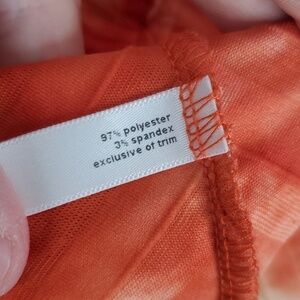 97% polyester
3% spandex
exclusive of trim